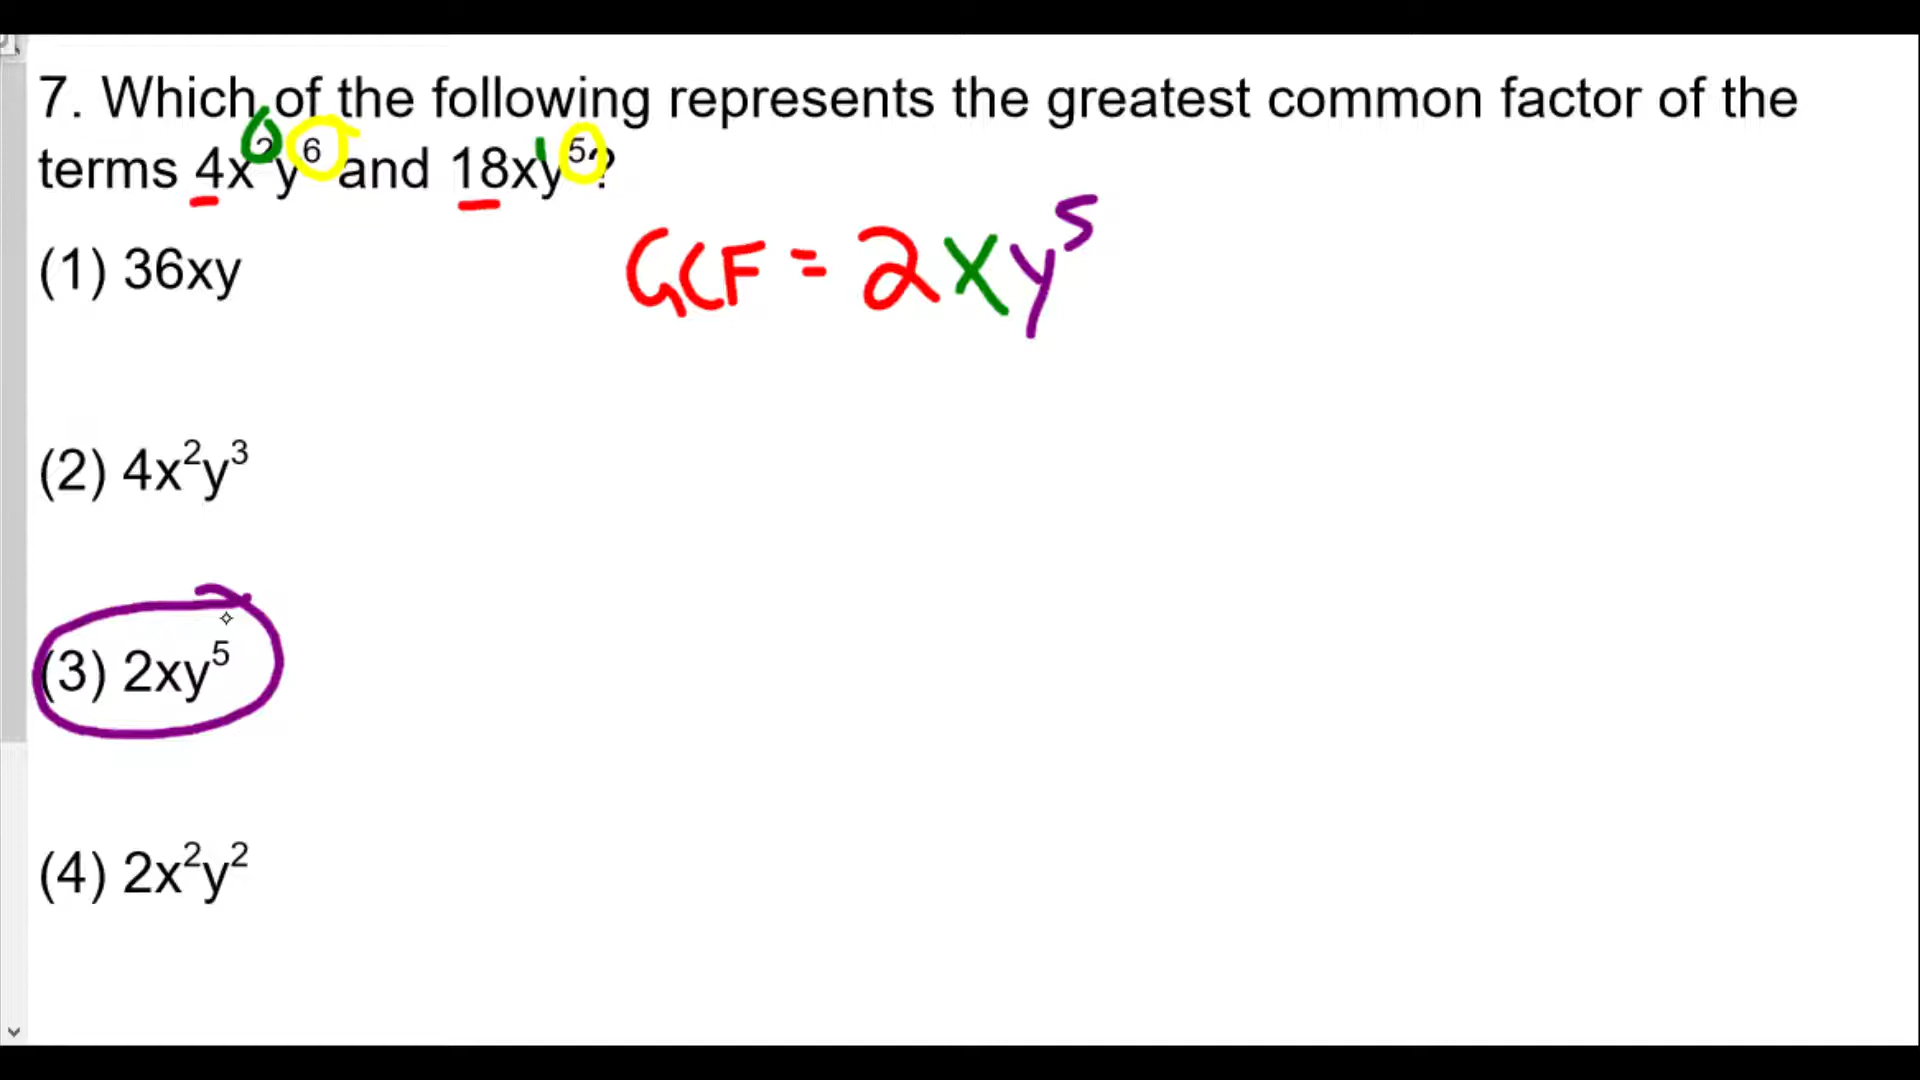 7. Which of the following represents the greatest common factor of the
terms 4x²y⁶ and 18xy⁵?
GCF = 2xy⁵
(1) 36xy
(2) 4x²y³
(3) 2xy⁵
(4) 2x²y²